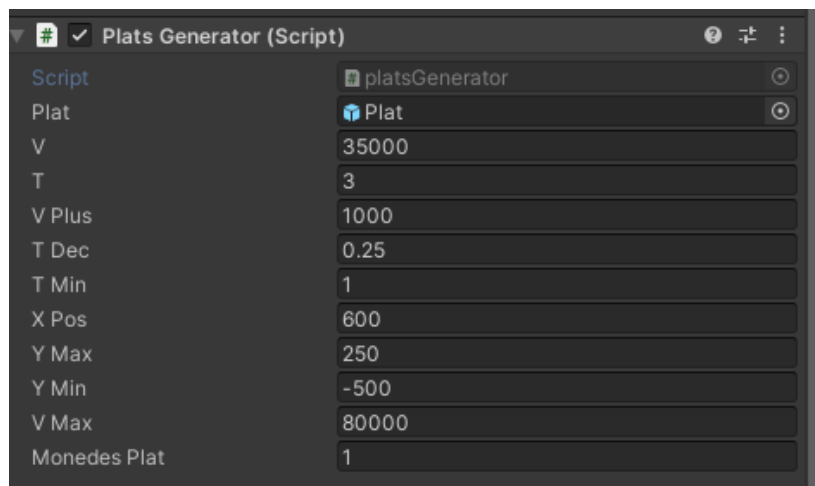 Plats Generator (Script)
Script platsGenerator
Plat Plat
V 35000
T 3
V Plus 1000
T Dec 0.25
T Min 1
X Pos 600
Y Max 250
Y Min -500
V Max 80000
Monedes Plat 1